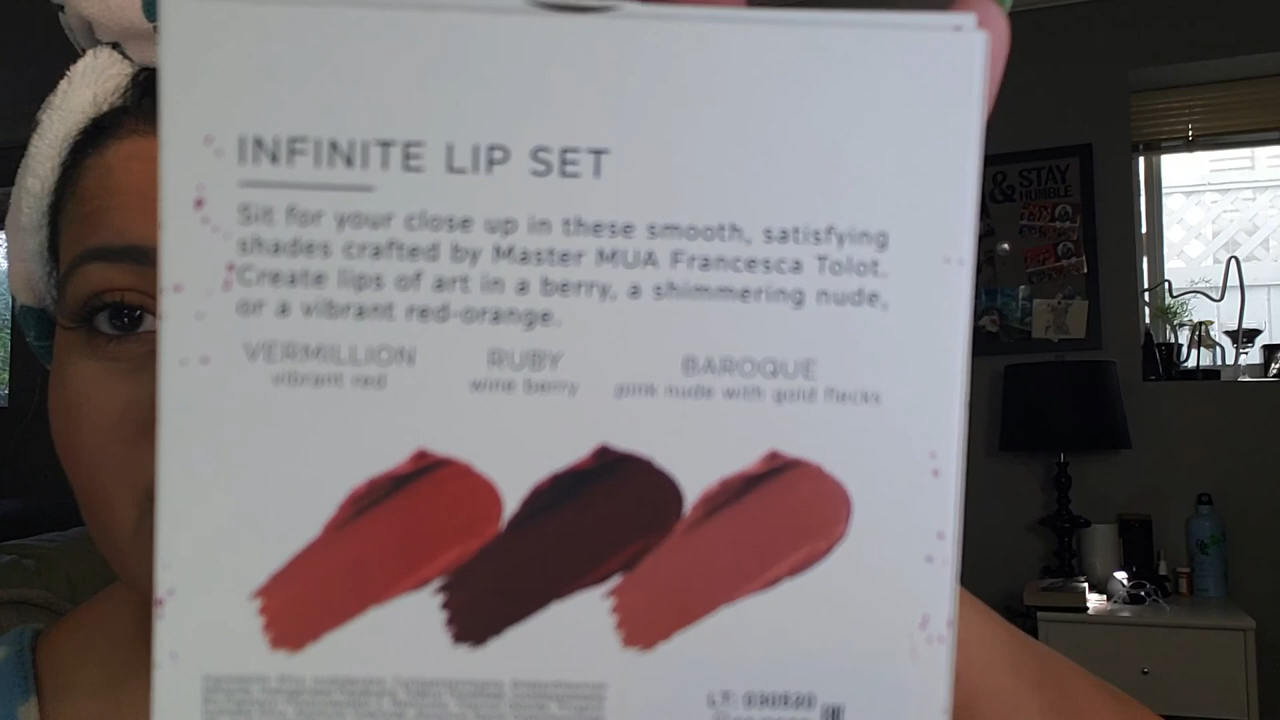 INFINITE LIP SET
Sit for your close up in these smooth, satisfying
shades crafted by Master MUA Francesca Tolot.
Create lips of art in a berry, a shimmering nude,
or a vibrant red-orange.
VERMILLION RUBY BAROQUE
vibrant red wine berry pink nude with gold flecks
& STAY
HUMBLE